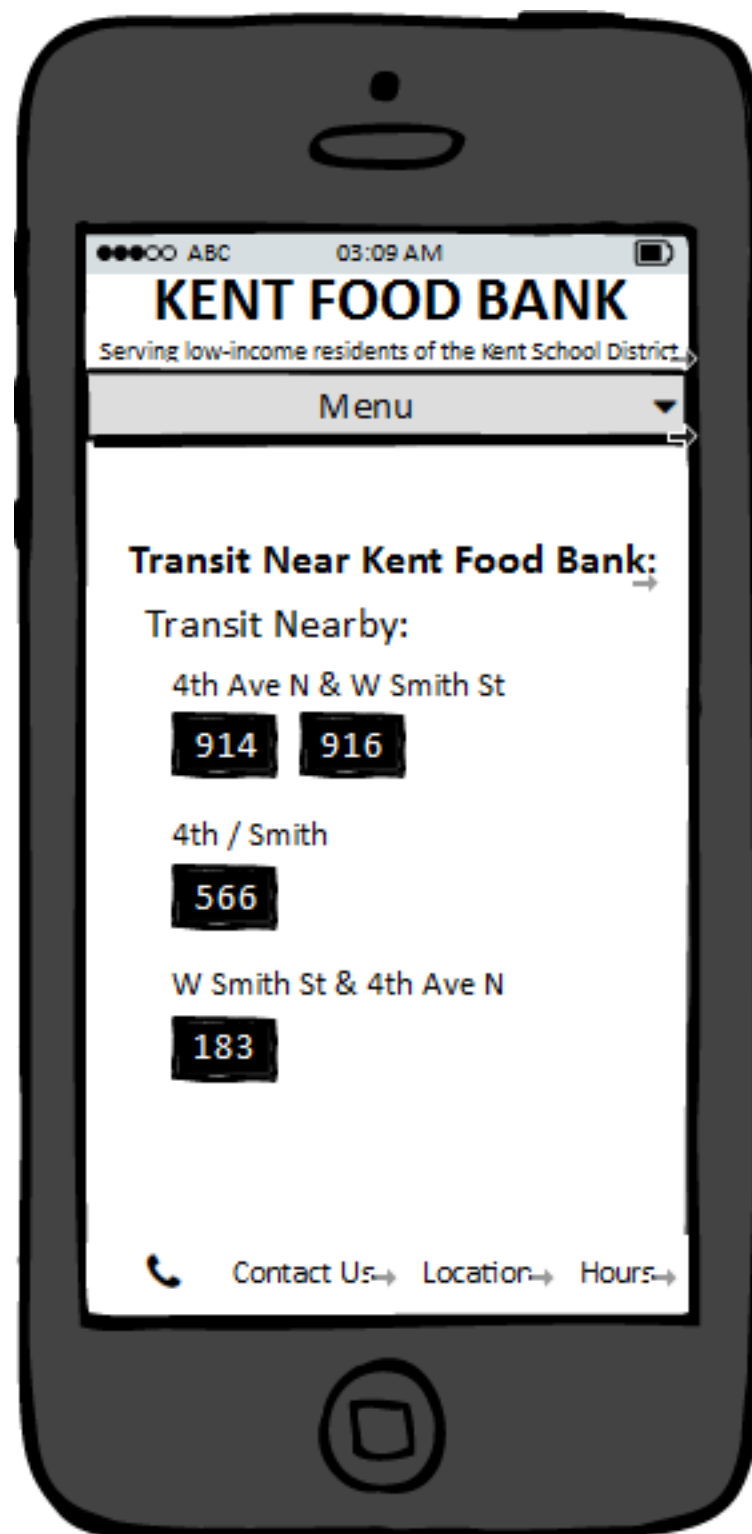 ABC 03:09 AM
KENT FOOD BANK
Serving low-income residents of the Kent School District
Menu
Transit Near Kent Food Bank:
Transit Nearby:
4th Ave N & W Smith St
914 916
4th / Smith
566
W Smith St & 4th Ave N
183
Contact Us Location Hours